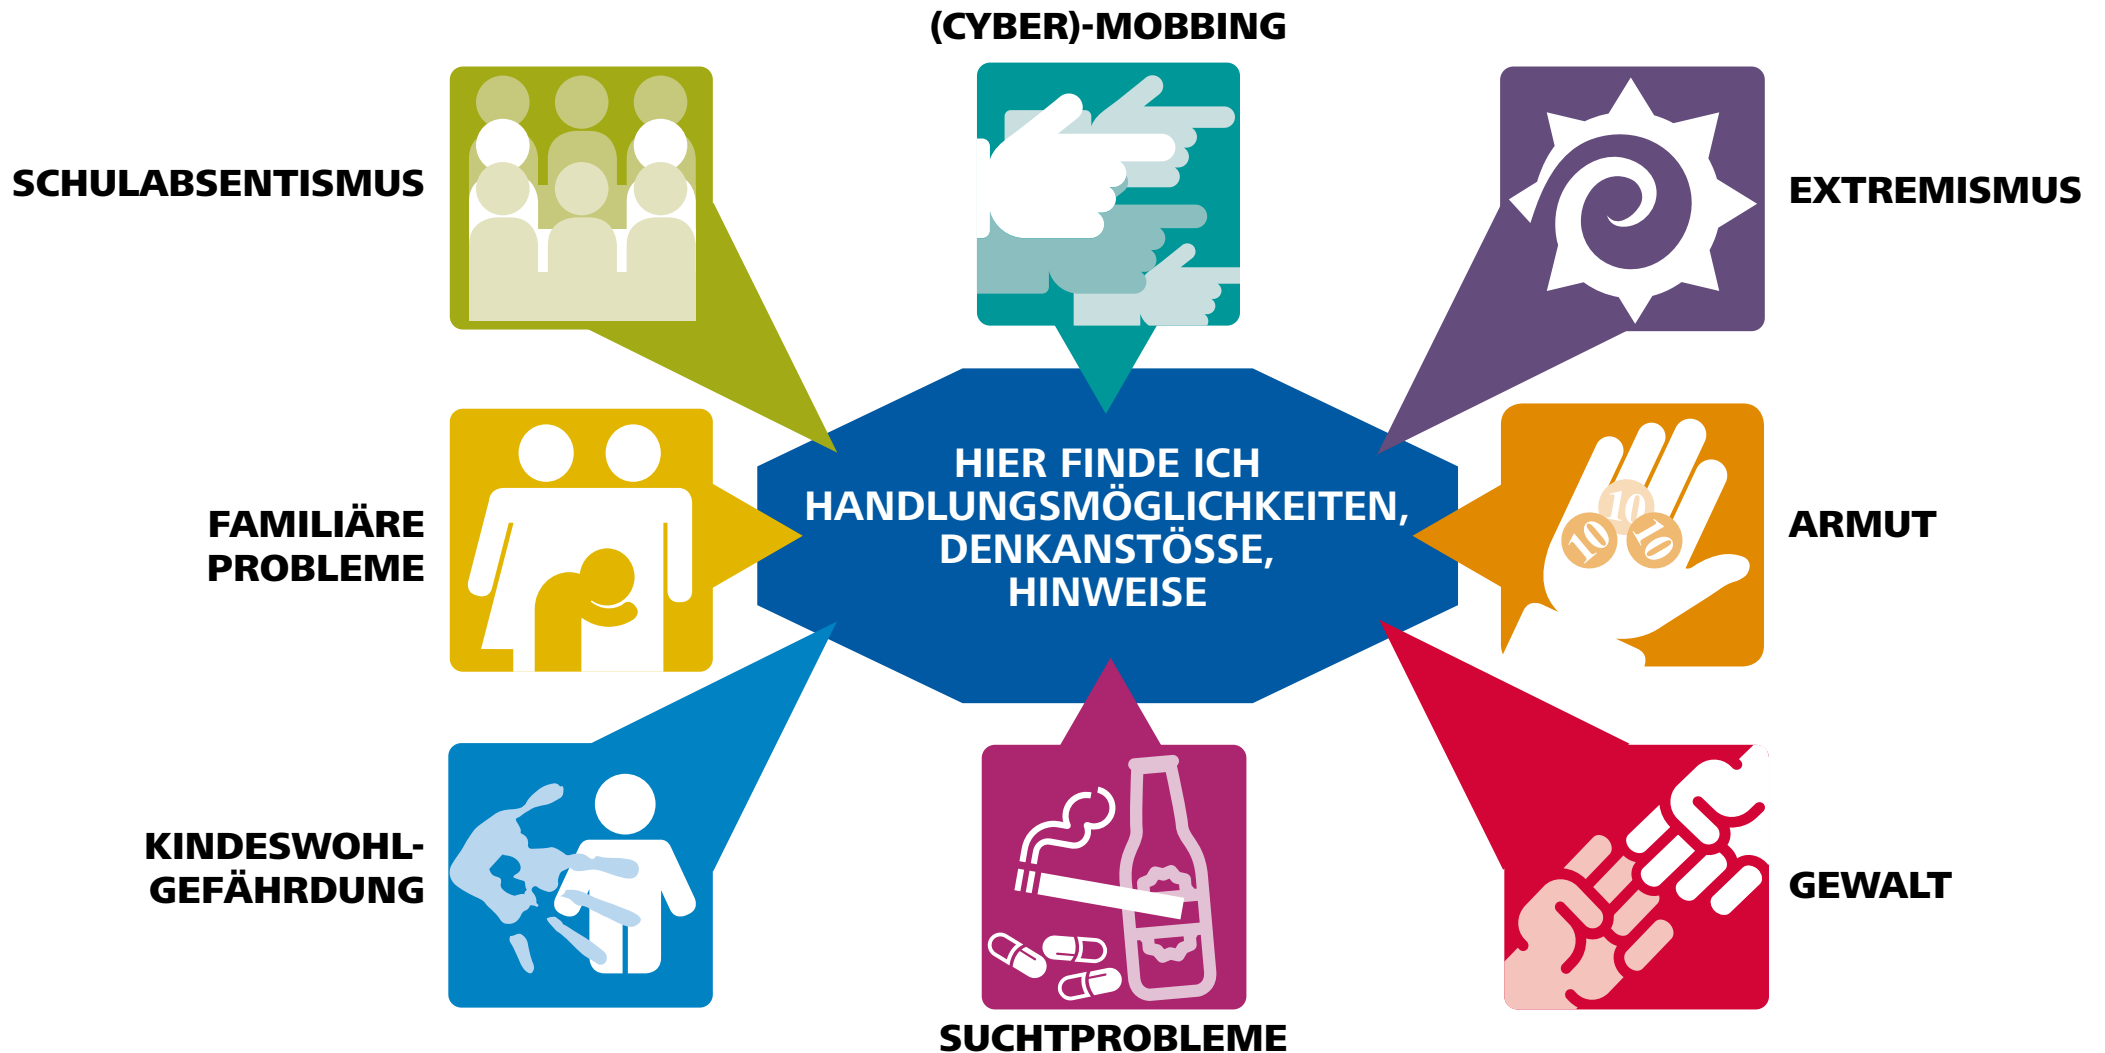 (CYBER)-MOBBING
SCHULABSENTISMUS
EXTREMISMUS
HIER FINDE ICH
HANDLUNGSMÖGLICHKEITEN,
DENKANSTÖSSE,
HINWEISE
FAMILIÄRE
PROBLEME
ARMUT
10
10
10
KINDESWOHL-
GEFÄHRDUNG
GEWALT
SUCHTPROBLEME